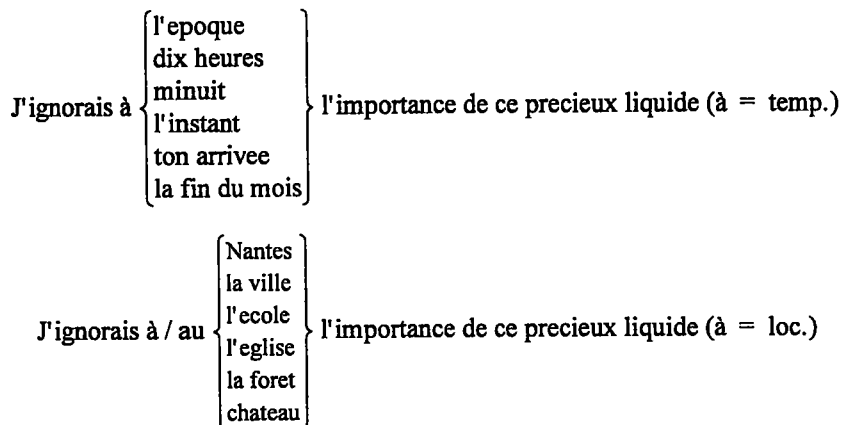 l'epoque
dix heures
minuit
J'ignorais à l'importance de ce precieux liquide (à = temp.)
l'instant
ton arrivee
la fin du mois
Nantes
la ville
l'ecole
J'ignorais à / au l'importance de ce precieux liquide (à = loc.)
l'eglise
la foret
chateau